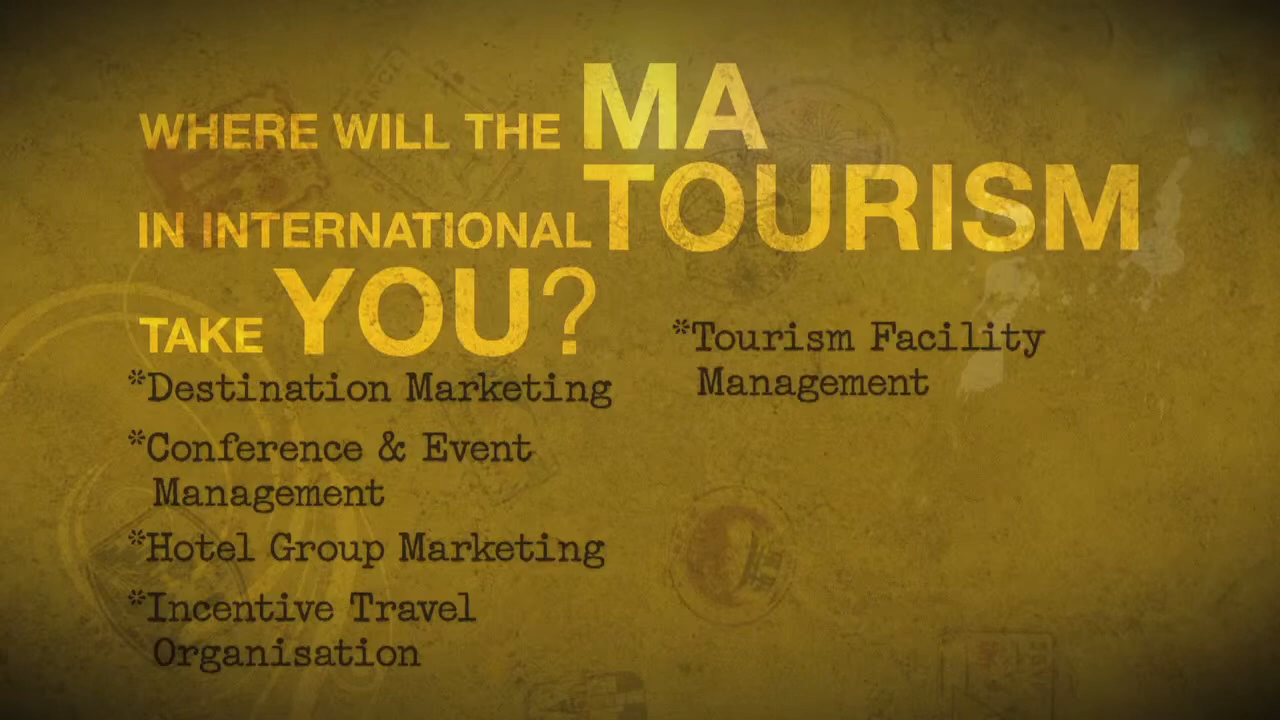 WHERE WILL THE MA
IN INTERNATIONAL TOURISM
TAKE YOU?
*Destination Marketing
*Conference & Event
Management
*Hotel Group Marketing
*Incentive Travel
Organisation
*Tourism Facility
Management